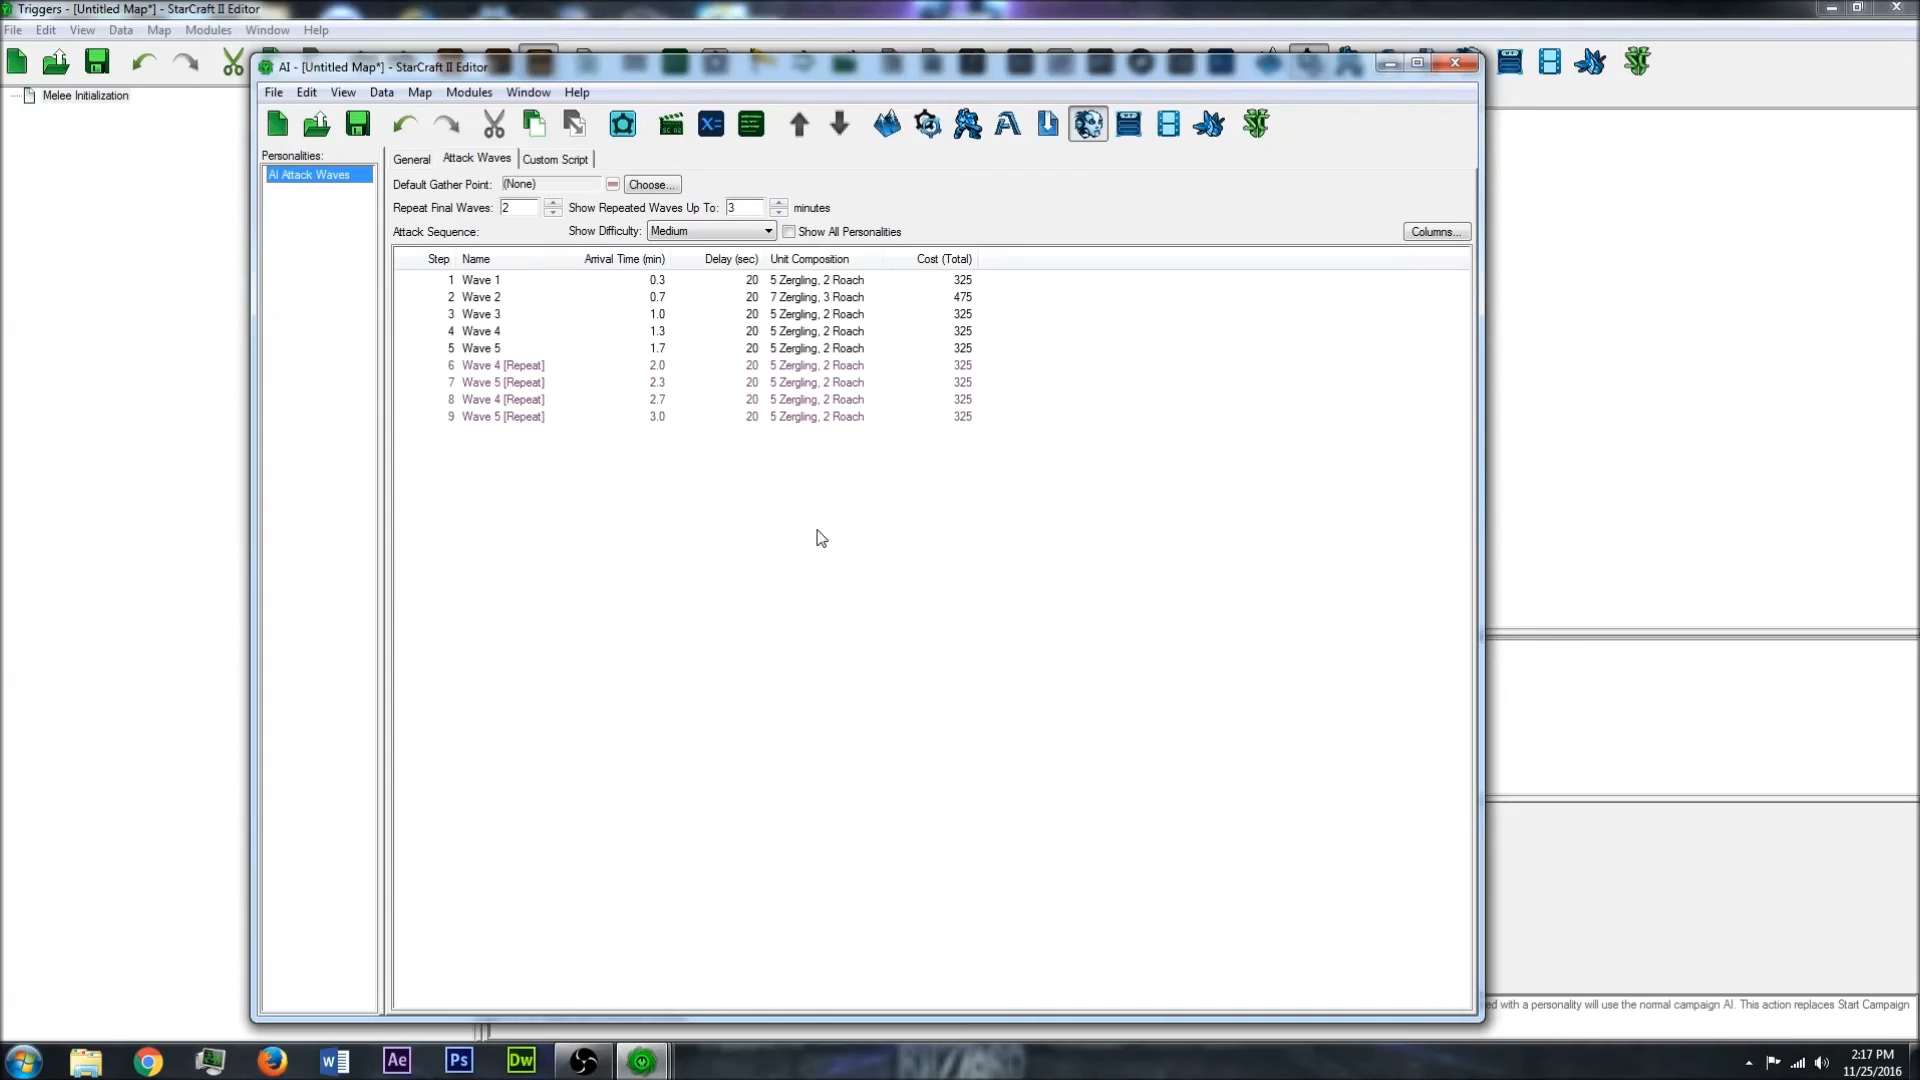 Triggers - [Untitled Map*] - StarCraft II Editor
File Edit View Data Map Modules Window Help
Melee Initialization
AI - [Untitled Map*] - StarCraft II Editor
File Edit View Data Map Modules Window Help
Personalities:
AI Attack Waves
General Attack Waves Custom Script
Default Gather Point: (None) Choose...
Repeat Final Waves: 2 Show Repeated Waves Up To: 3 minutes
Attack Sequence: Show Difficulty: Medium Show All Personalities Columns...
Step Name Arrival Time (min) Delay (sec) Unit Composition Cost (Total)
1 Wave 1 0.3 20 5 Zergling, 2 Roach 325
2 Wave 2 0.7 20 7 Zergling, 3 Roach 475
3 Wave 3 1.0 20 5 Zergling, 2 Roach 325
4 Wave 4 1.3 20 5 Zergling, 2 Roach 325
5 Wave 5 1.7 20 5 Zergling, 2 Roach 325
6 Wave 4 [Repeat] 2.0 20 5 Zergling, 2 Roach 325
7 Wave 5 [Repeat] 2.3 20 5 Zergling, 2 Roach 325
8 Wave 4 [Repeat] 2.7 20 5 Zergling, 2 Roach 325
9 Wave 5 [Repeat] 3.0 20 5 Zergling, 2 Roach 325
with a personality will use the normal campaign AI. This action replaces Start Campaign
Ae Ps Dw
2:17 PM
11/25/2016